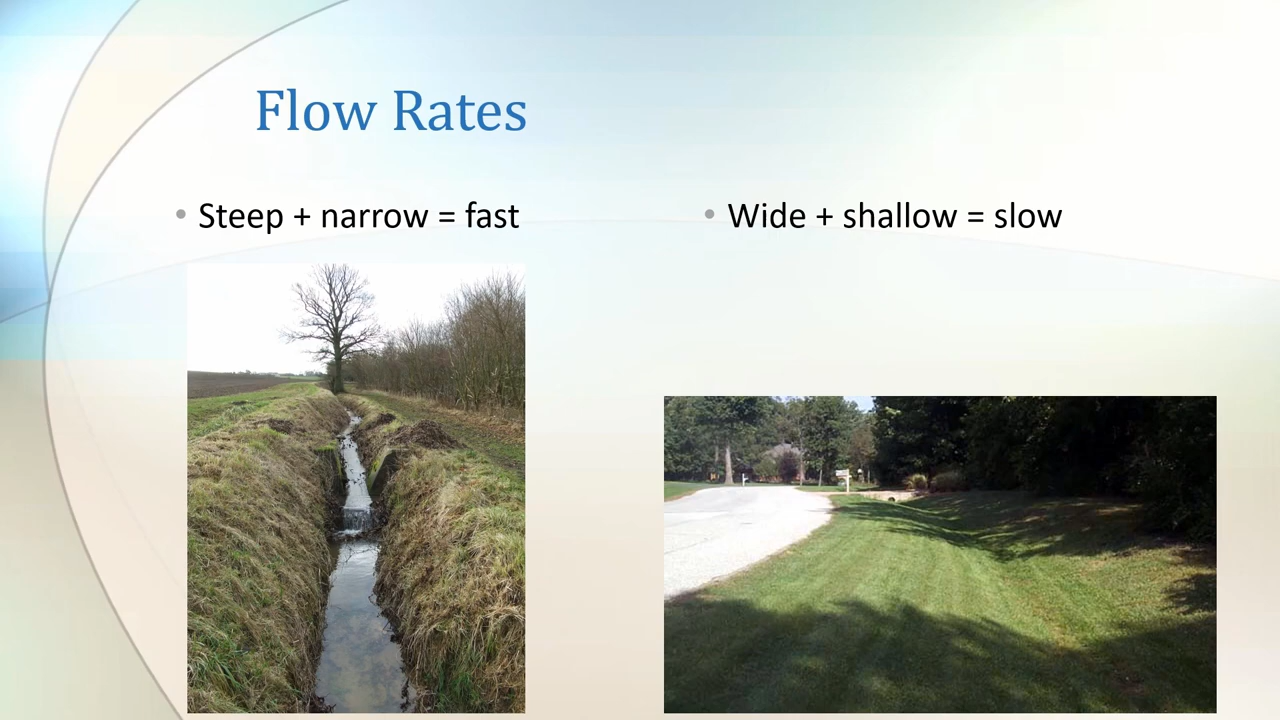 Flow Rates
• Steep + narrow = fast
• Wide + shallow = slow